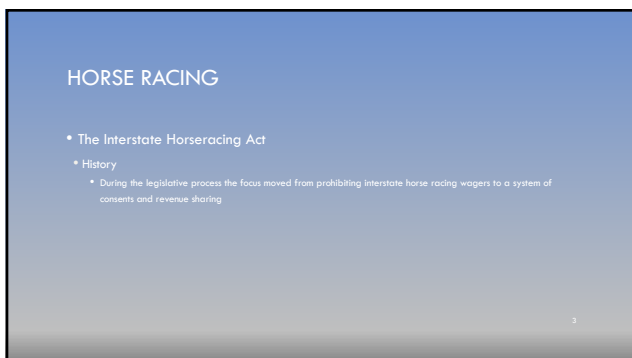 HORSE RACING
• The Interstate Horseracing Act
• History
• During the legislative process the focus moved from prohibiting interstate horse racing wagers to a system of
consents and revenue sharing
3